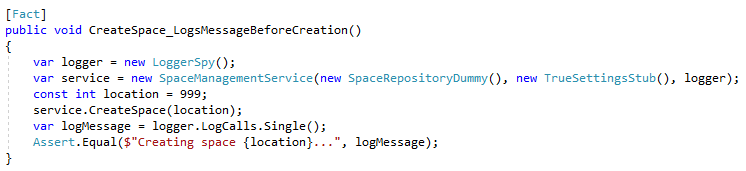 [Fact]
public void CreateSpace_LogsMessageBeforeCreation()
{
    var logger = new LoggerSpy();
    var service = new SpaceManagementService(new SpaceRepositoryDummy(), new TrueSettingsStub(), logger);
    const int location = 999;
    service.CreateSpace(location);
    var logMessage = logger.LogCalls.Single();
    Assert.Equal($"Creating space {location}...", logMessage);
}